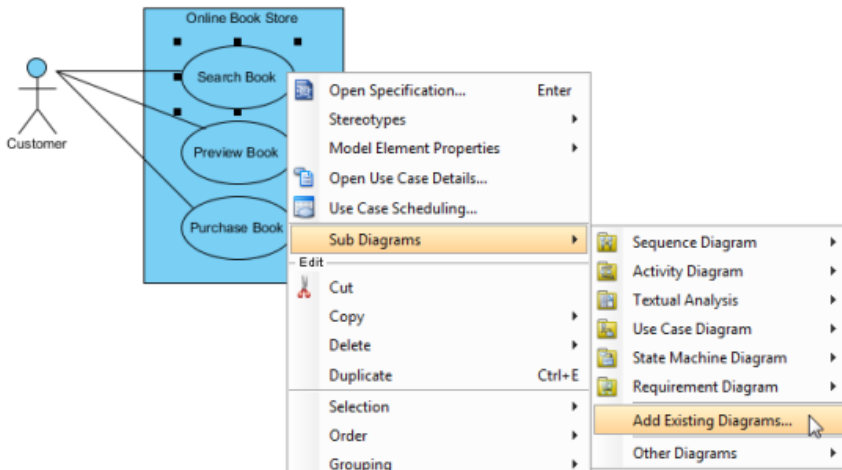 Online Book Store
Search Book
Customer
Preview Book
Purchase Book
Open Specification... Enter
Stereotypes
Model Element Properties
Open Use Case Details...
Use Case Scheduling...
Sub Diagrams
Edit
Cut
Copy
Delete
Duplicate Ctrl+E
Selection
Order
Grouping
Sequence Diagram
Activity Diagram
Textual Analysis
Use Case Diagram
State Machine Diagram
Requirement Diagram
Add Existing Diagrams...
Other Diagrams